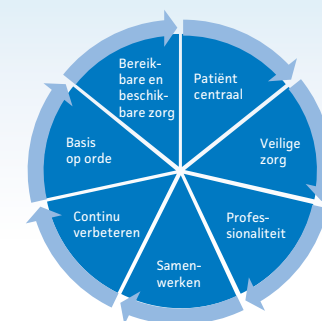 Patiënt
centraal
Veilige
zorg
Profes-
sionaliteit
Samen-
werken
Continu
verbeteren
Basis
op orde
Bereik-
bare en
beschik-
bare zorg